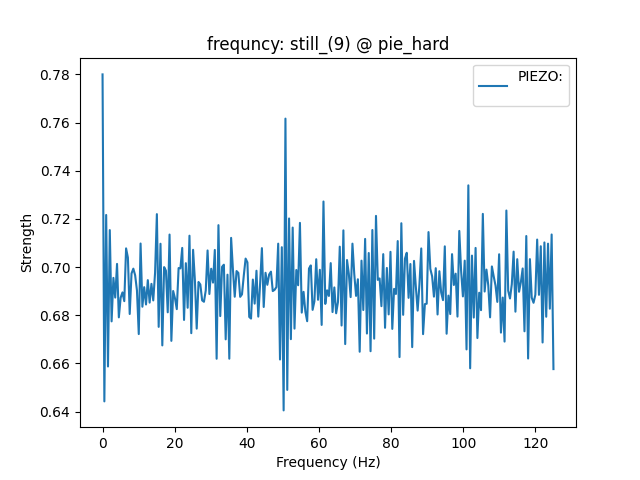 frequncy: still_(9) @ pie_hard
PIEZO:
0.78
0.76
0.74
0.72
0.70
0.68
0.66
0.64
Strength
0 20 40 60 80 100 120
Frequency (Hz)